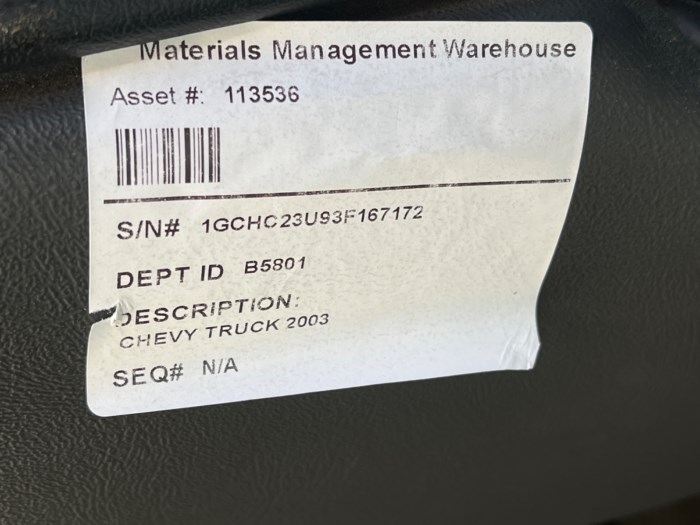 Materials Management Warehouse
Asset #: 113536
S/N# 1GCHC23U93F167172
DEPT ID B5801
DESCRIPTION:
CHEVY TRUCK 2003
SEQ# N/A